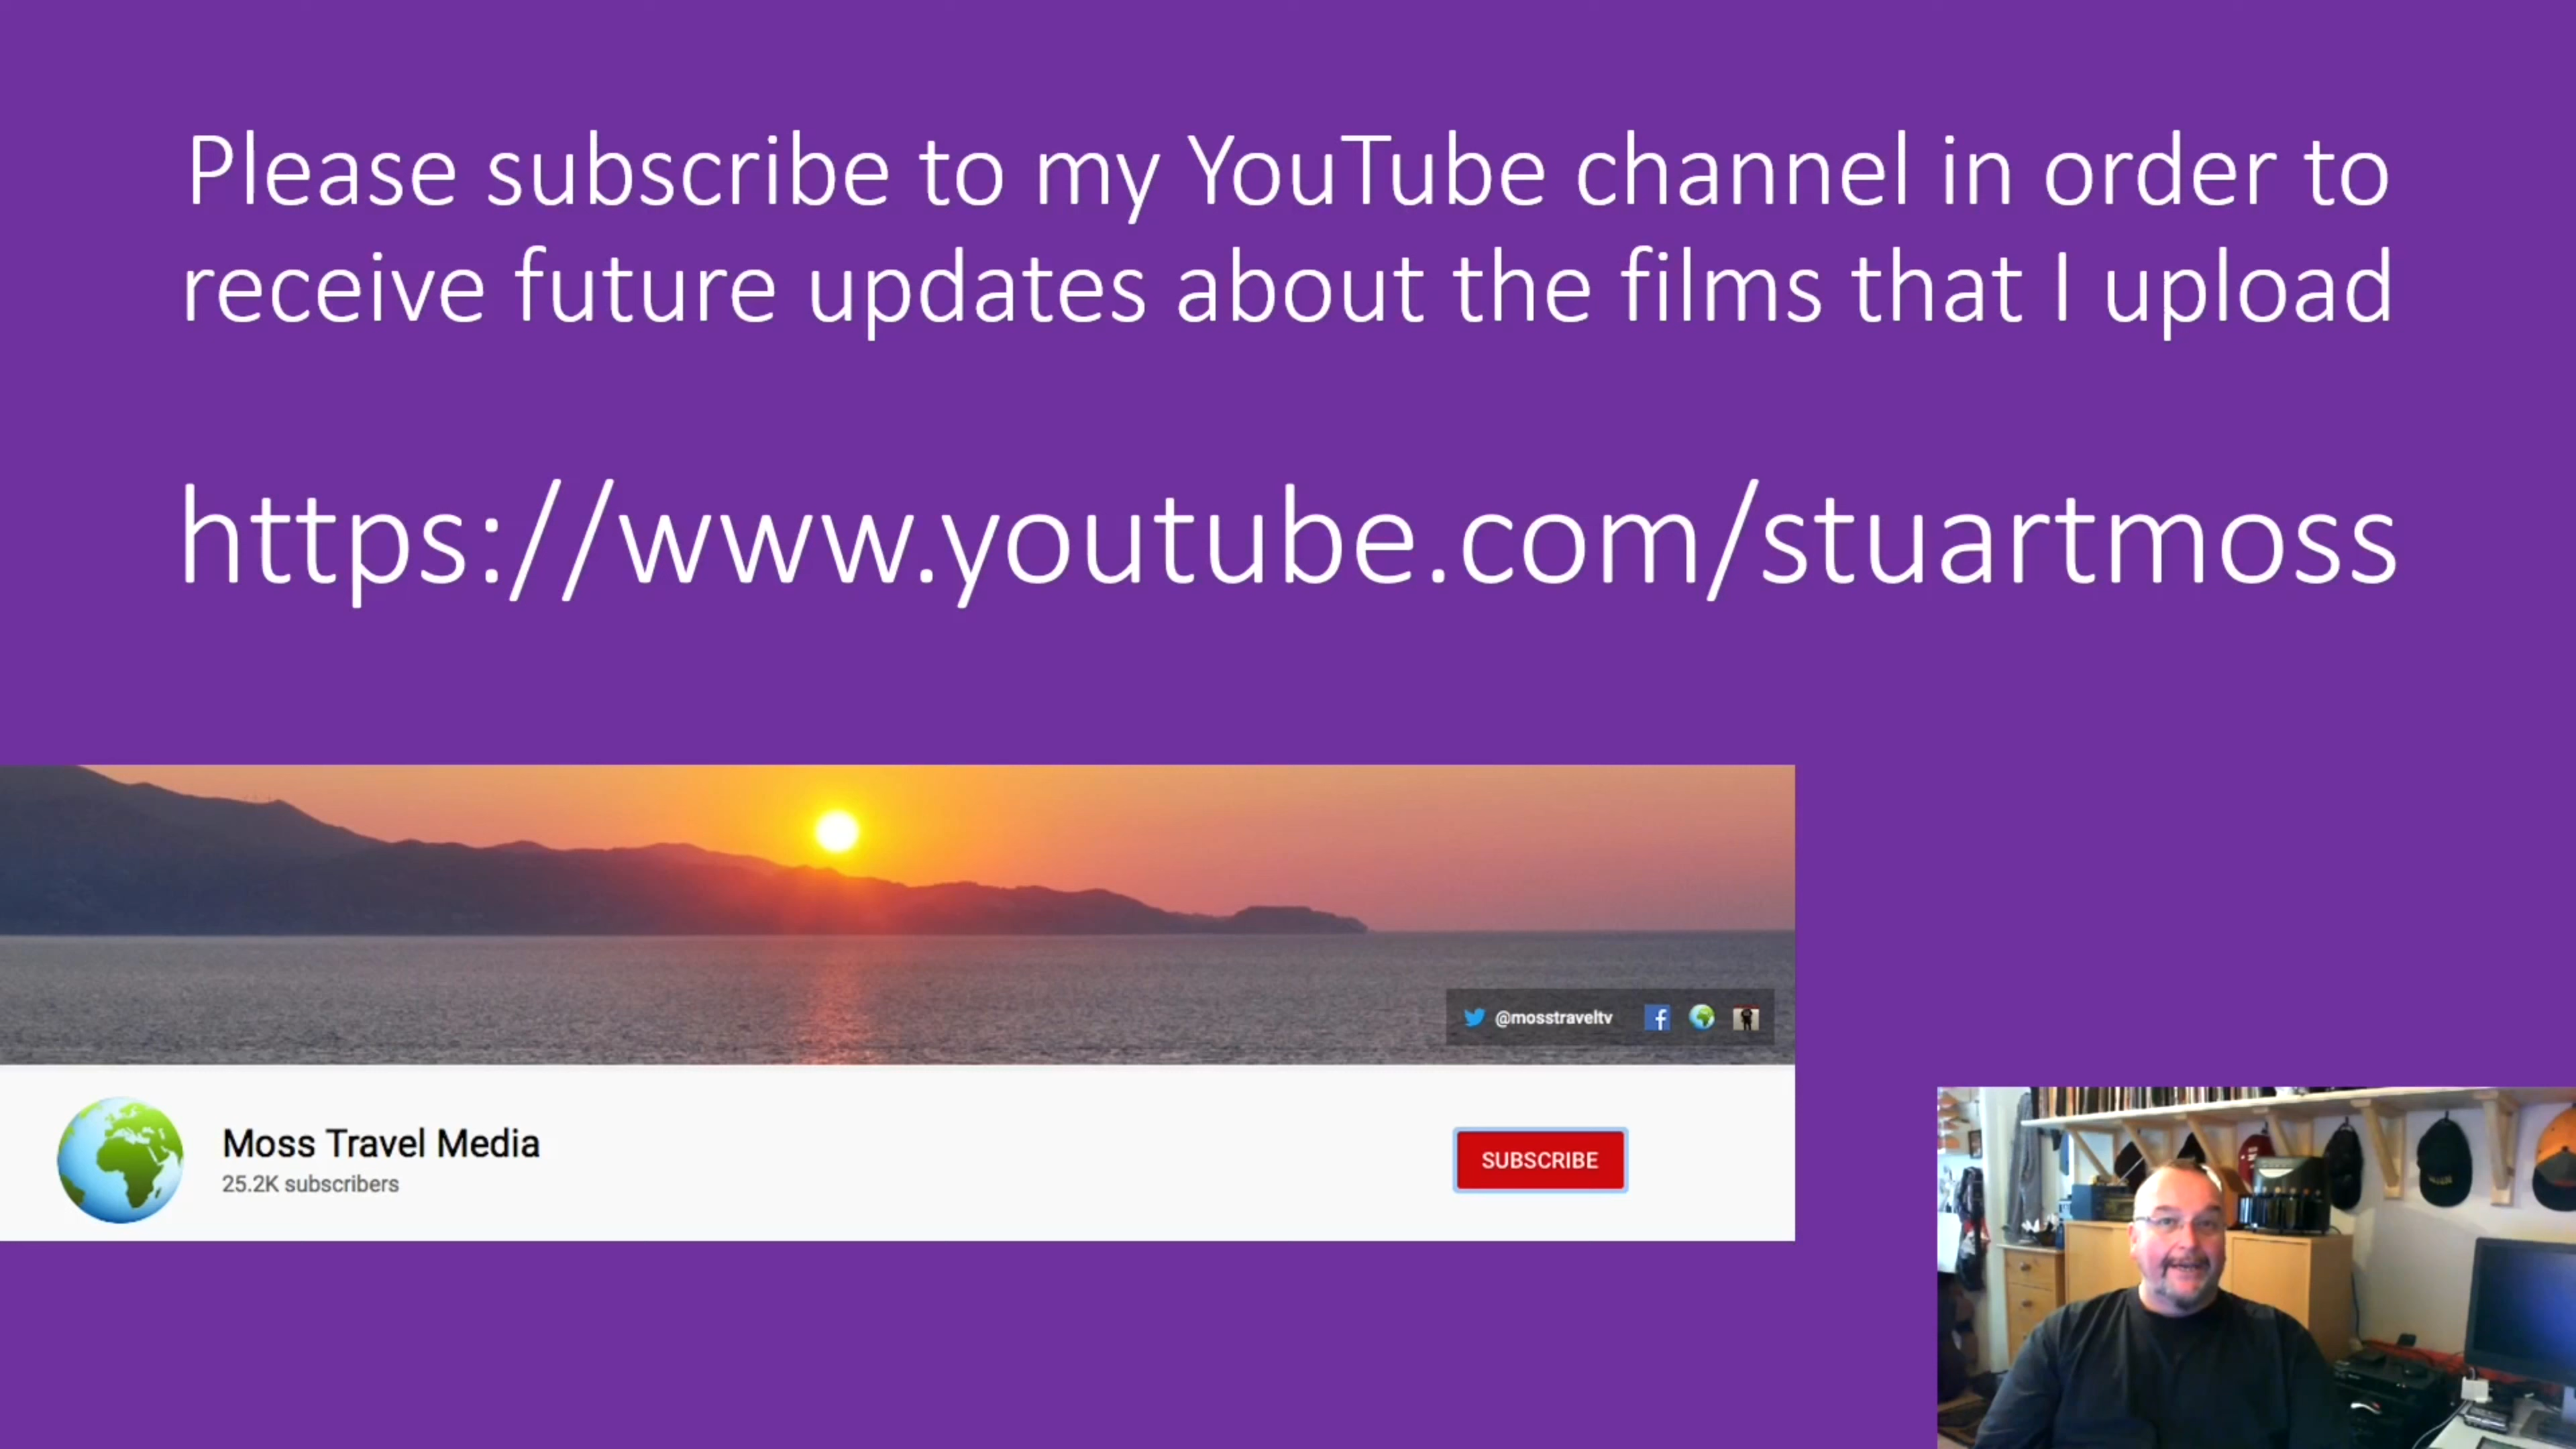 Please subscribe to my YouTube channel in order to
receive future updates about the films that I upload
https://www.youtube.com/stuartmoss
@mosstraveltv
Moss Travel Media
25.2K subscribers
SUBSCRIBE